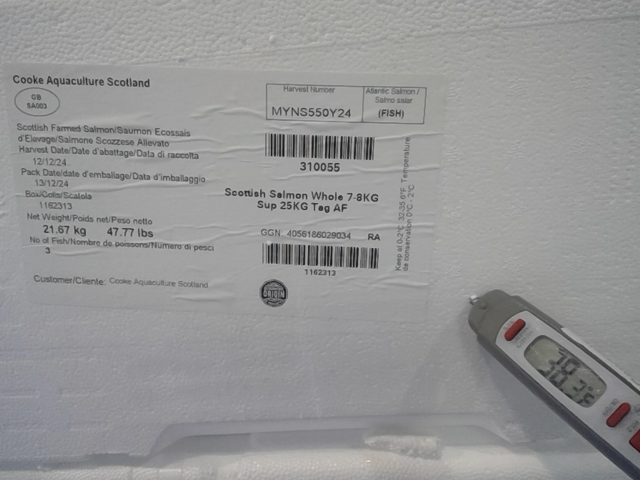 Cooke Aquaculture Scotland
GB
SA003
Scottish Farmed Salmon/Saumon Ecossais
d'Elevage/Salmone Scozzese Allevato
Harvest Date/Date d'abattage/Data di raccolta
12/12/24
Pack Date/date d'emballage/Data d'imballaggio
13/12/24
Box/Colis/Scatola
1162313
Net Weight/Poids net/Peso netto
21.67 kg 47.77 lbs
No of Fish/Nombre de poissons/Numero di pesci
3
Customer/Cliente: Cooke Aquaculture Scotland
Harvest Number
MYNS550Y24
Atlantic Salmon /
Salmo salar
(FISH)
310055
Scottish Salmon Whole 7-8KG
Sup 25KG Tag AF
GGN. 4056186029034 RA
1162313
ORIGIN
Keep at 0-2°C 32-35.6°F. Temperature
de conservation 0°C - 2°C
30.3°F